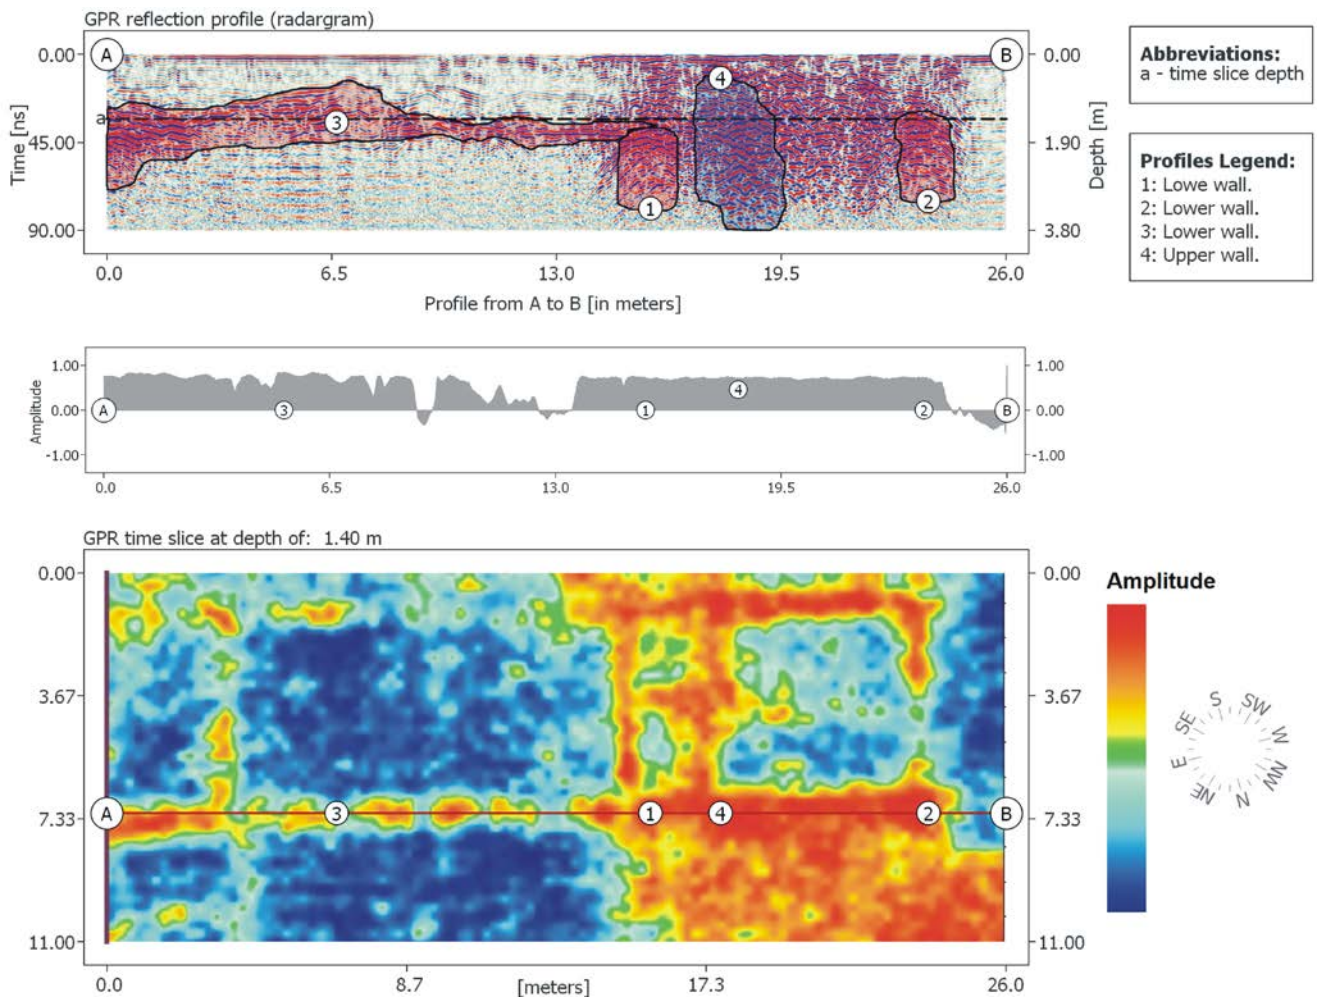 GPR reflection profile (radargram)
A
B
0.00
45.00
90.00
Time [ns]
a
3
4
1
2
0.00
1.90
3.80
Depth [m]
0.0
6.5
13.0
19.5
26.0
Profile from A to B [in meters]
Abbreviations:
a - time slice depth
Profiles Legend:
1: Lowe wall.
2: Lower wall.
3: Lower wall.
4: Upper wall.
Amplitude
1.00
0.00
-1.00
A
3
1
4
2
B
1.00
0.00
-1.00
0.0
6.5
13.0
19.5
26.0
GPR time slice at depth of: 1.40 m
0.00
3.67
7.33
11.00
A
3
1
4
2
B
0.00
3.67
7.33
11.00
0.0
8.7
[meters]
17.3
26.0
Amplitude
S
SW
W
NW
N
NE
E
SE